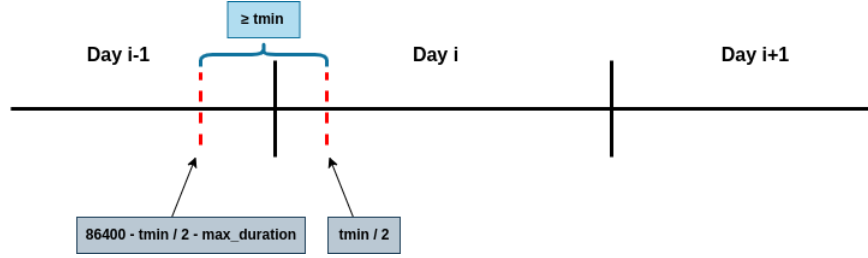 ≥ tmin
Day i-1
Day i
Day i+1
86400 - tmin / 2 - max_duration
tmin / 2